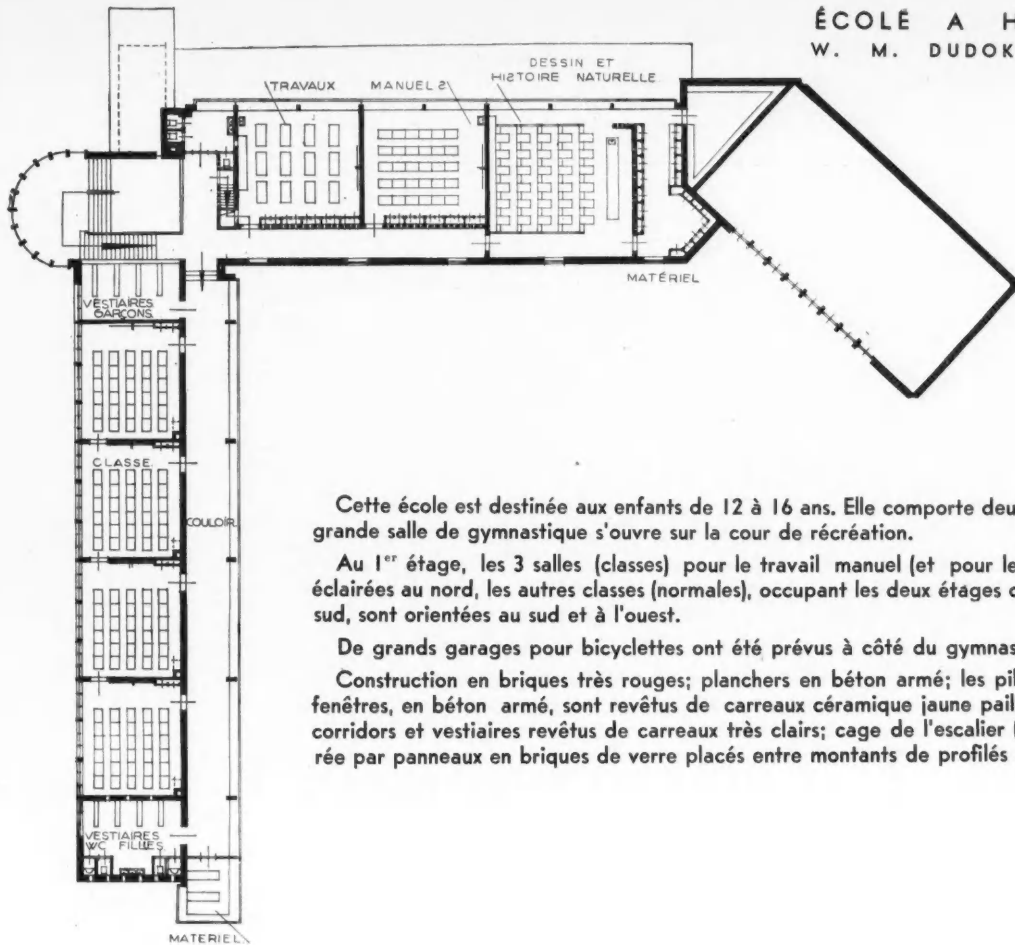 ÉCOLE A H
W. M. DUDOK
TRAVAUX MANUELS
DESSIN ET
HISTOIRE NATURELLE
MATÉRIEL
VESTIAIRES
GARÇONS
CLASSE
COULOIR
VESTIAIRES
WC FILLES
MATERIEL
Cette école est destinée aux enfants de 12 à 16 ans. Elle comporte deu
grande salle de gymnastique s'ouvre sur la cour de récréation.
Au 1er étage, les 3 salles (classes) pour le travail manuel (et pour le
éclairées au nord, les autres classes (normales), occupant les deux étages
sud, sont orientées au sud et à l'ouest.
De grands garages pour bicyclettes ont été prévus à côté du gymnas
Construction en briques très rouges; planchers en béton armé; les pil
fenêtres, en béton armé, sont revêtus de carreaux céramique jaune pail
corridors et vestiaires revêtus de carreaux très clairs; cage de l'escalier
rée par panneaux en briques de verre placés entre montants de profilés